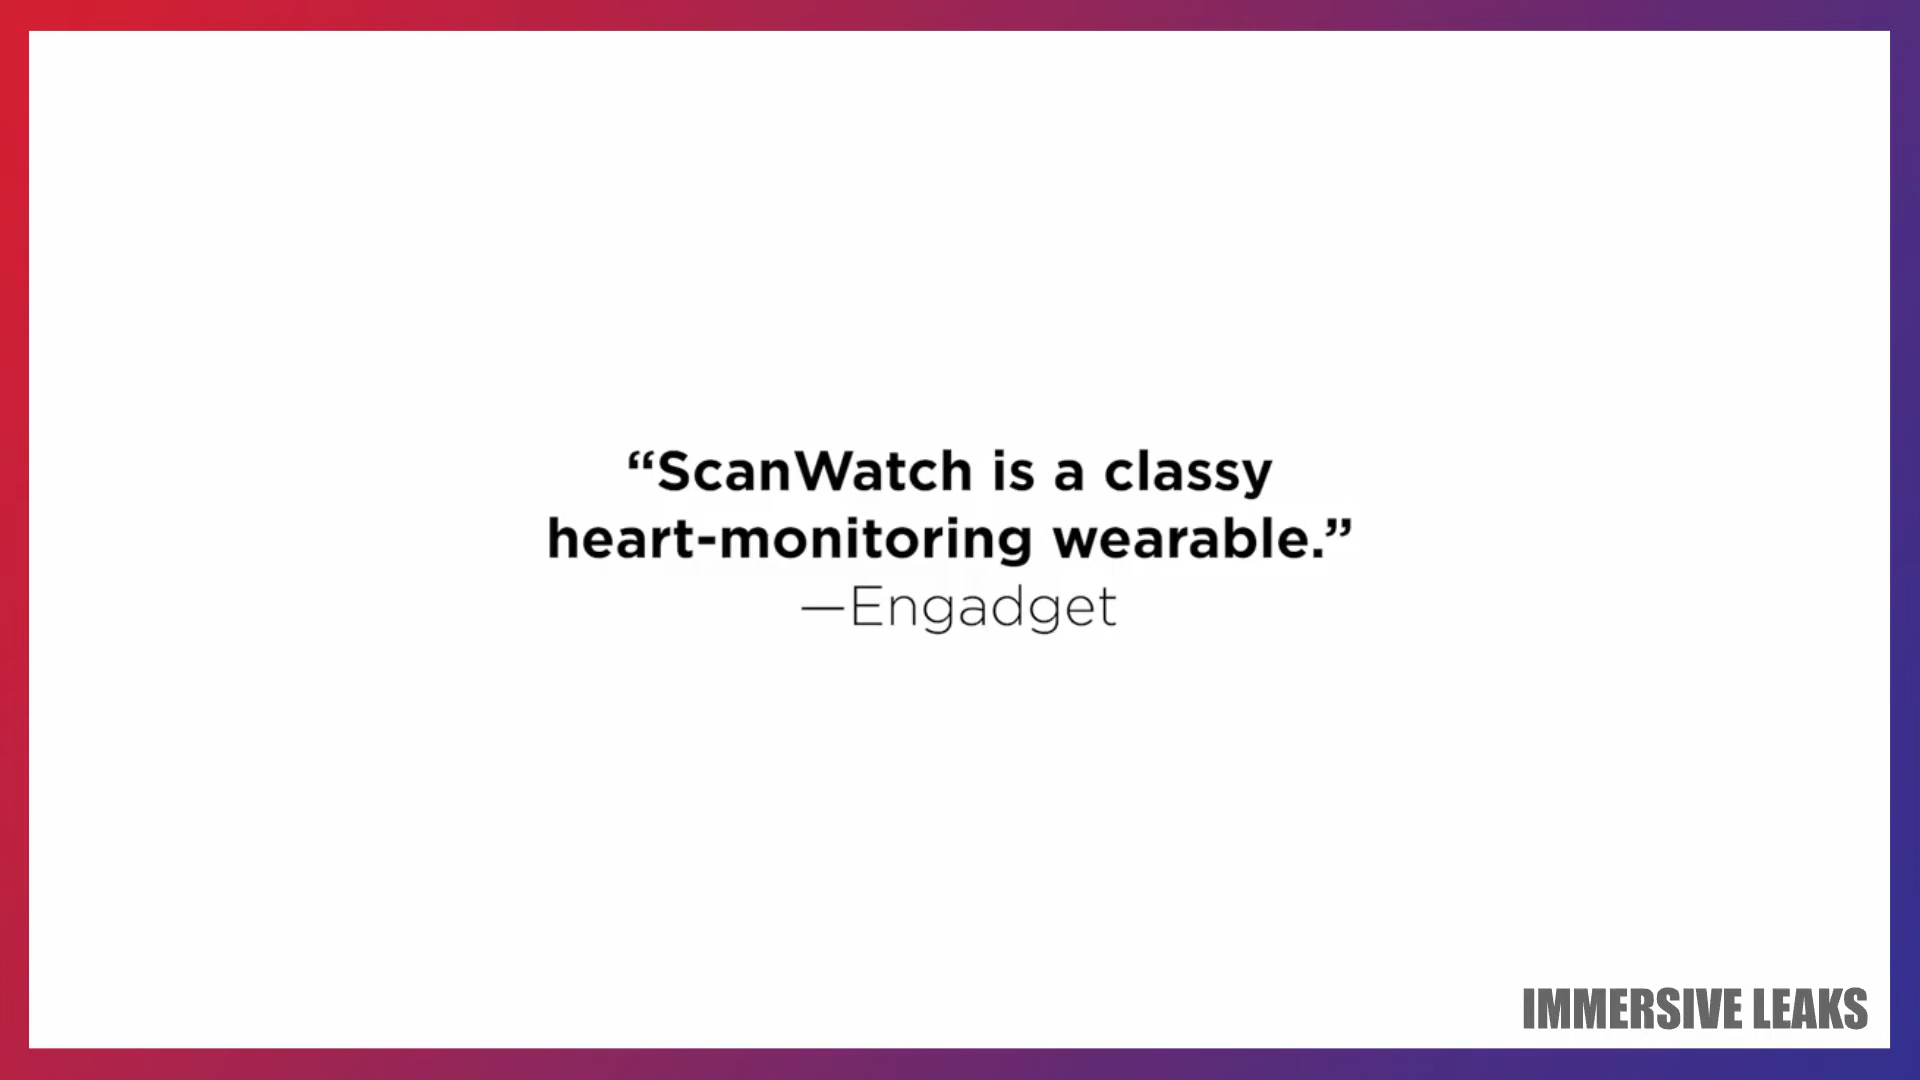 “ScanWatch is a classy
heart-monitoring wearable.”
—Engadget
IMMERSIVE LEAKS